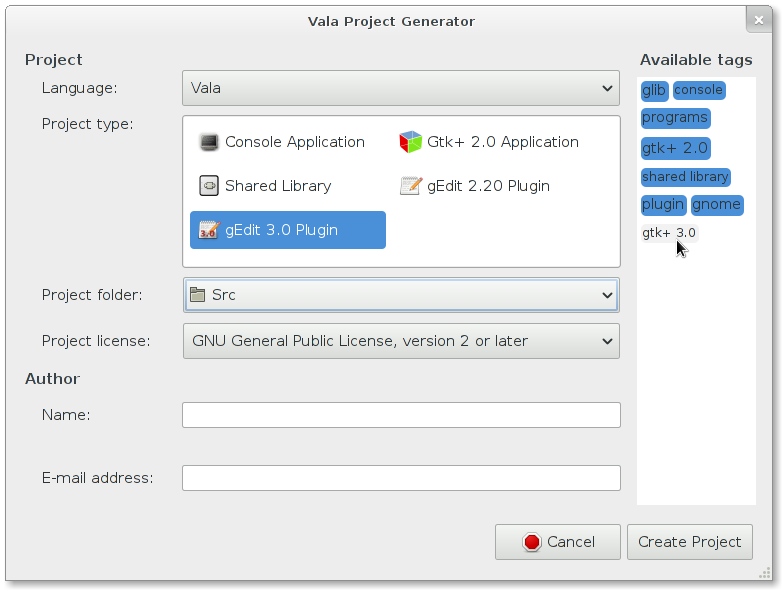 Vala Project Generator
Project
Language: Vala
Project type:
Console Application Gtk+ 2.0 Application
Shared Library gEdit 2.20 Plugin
3.0 gEdit 3.0 Plugin
Project folder: Src
Project license: GNU General Public License, version 2 or later
Author
Name:
E-mail address:
Available tags
glib console
programs
gtk+ 2.0
shared library
plugin gnome
gtk+ 3.0
Cancel Create Project